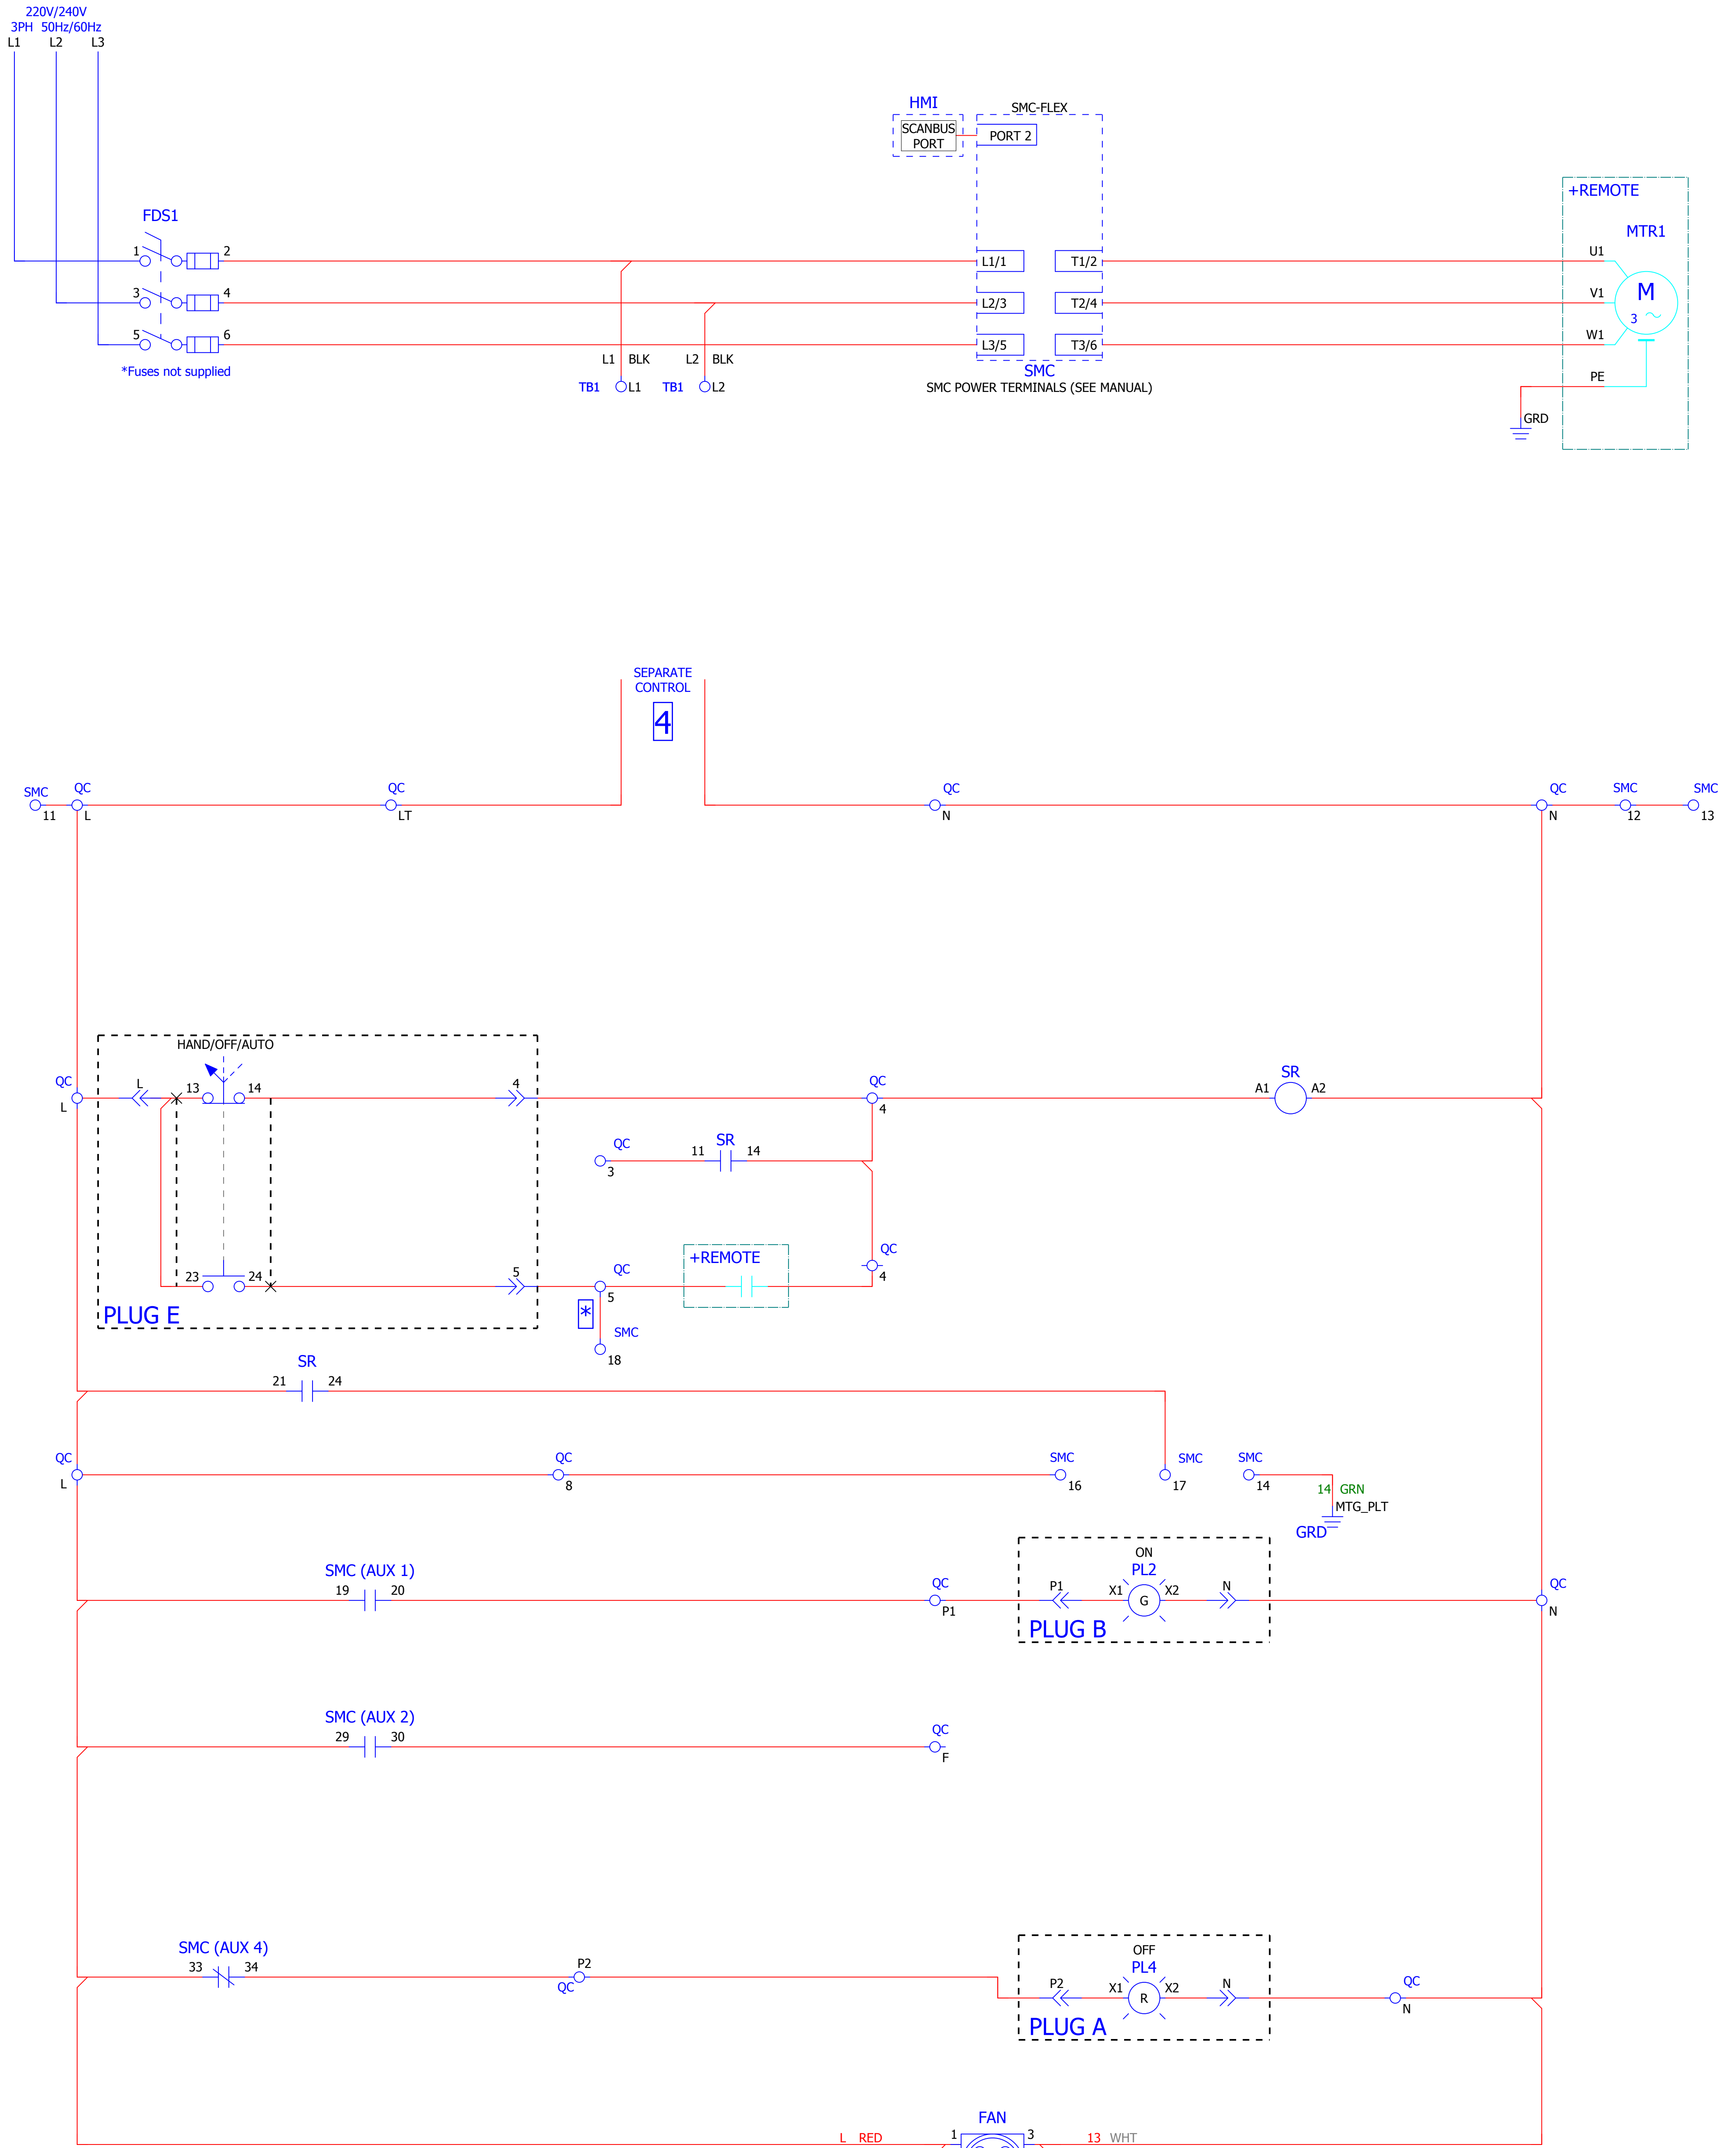 220V/240V
3PH 50Hz/60Hz
L1 L2 L3
HMI
SMC-FLEX
SCANBUS
PORT
PORT 2
+REMOTE
FDS1
MTR1
1 2
L1/1 T1/2
U1
3 4
L2/3 T2/4
V1
M
3
5 6
L3/5 T3/6
W1
*Fuses not supplied
L1 BLK
L2 BLK
TB1 L1
TB1 L2
SMC
SMC POWER TERMINALS (SEE MANUAL)
PE
GRD
SEPARATE
CONTROL
4
SMC
11
QC
L
QC
LT
QC
N
QC
N
SMC
12
SMC
13
HAND/OFF/AUTO
QC
L
L
13 14
4
QC
4
SR
A1 A2
QC
3
SR
11 14
+REMOTE
QC
4
23 24
5
QC
5
*
SMC
18
PLUG E
SR
21 24
QC
L
QC
8
SMC
16
SMC
17
SMC
14
14 GRN
MTG_PLT
GRD
SMC (AUX 1)
19 20
QC
P1
ON
PL2
P1 X1 G X2 N
PLUG B
QC
N
SMC (AUX 2)
29 30
QC
F
SMC (AUX 4)
33 34
P2
QC
OFF
PL4
P2 X1 R X2 N
PLUG A
QC
N
FAN
L RED 1 3 13 WHT